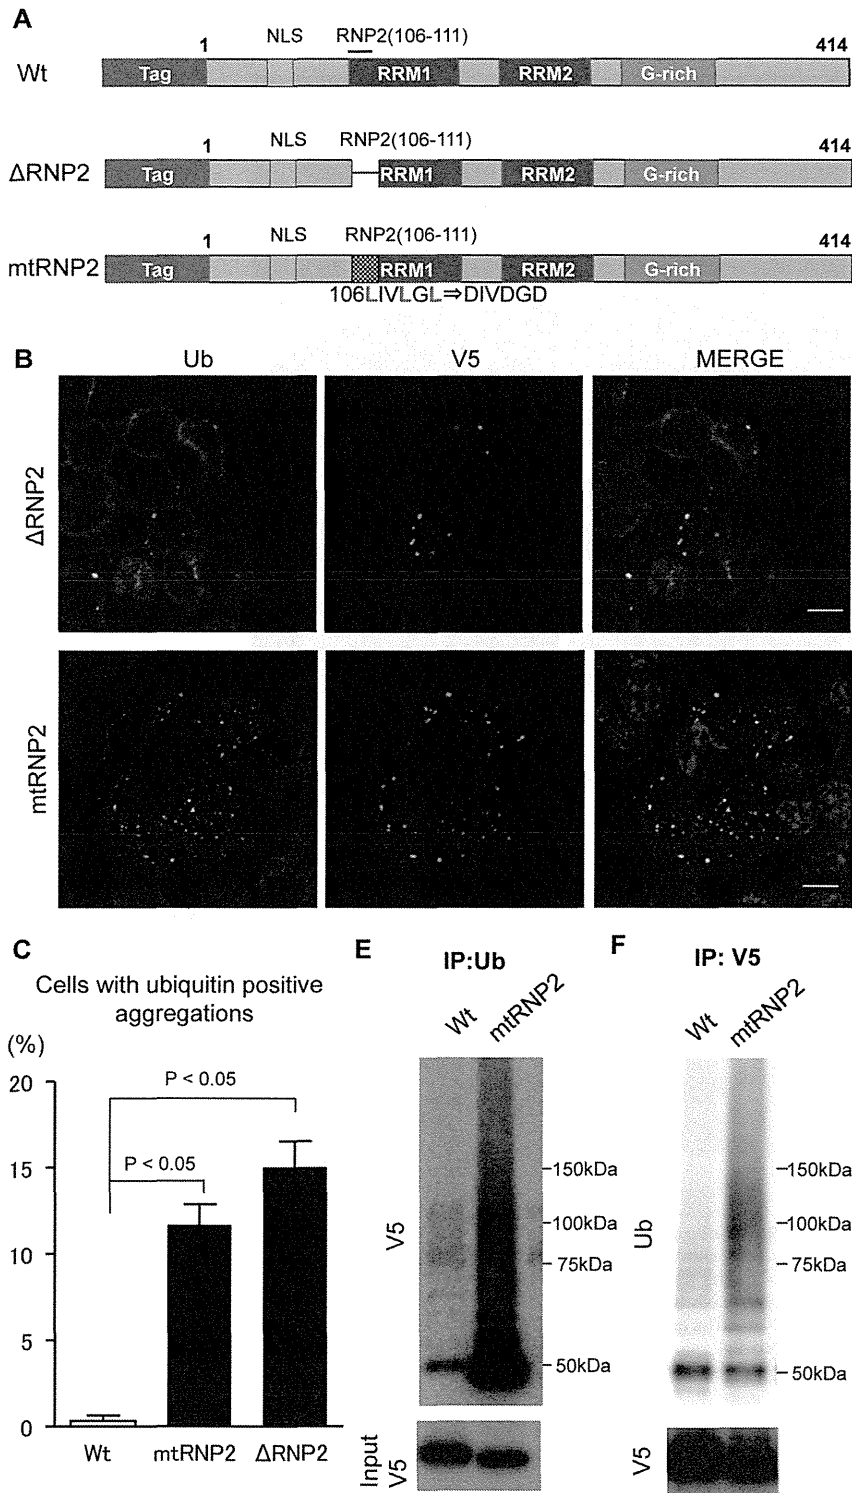 A
1 NLS RNP2(106-111) 414
Wt Tag RRM1 RRM2 G-rich
1 NLS RNP2(106-111) 414
ΔRNP2 Tag RRM1 RRM2 G-rich
1 NLS RNP2(106-111) 414
mtRNP2 Tag RRM1 RRM2 G-rich
106LIVLGL⇒DIVDGD
B Ub V5 MERGE
ΔRNP2
mtRNP2
C
Cells with ubiquitin positive
aggregations
(%)
20
15
10
5
0
P < 0.05
P < 0.05
Wt mtRNP2 ΔRNP2
E
IP:Ub
Wt mtRNP2
V5
150kDa
100kDa
75kDa
50kDa
Input
V5
F
IP: V5
Wt mtRNP2
Ub
150kDa
100kDa
75kDa
50kDa
V5